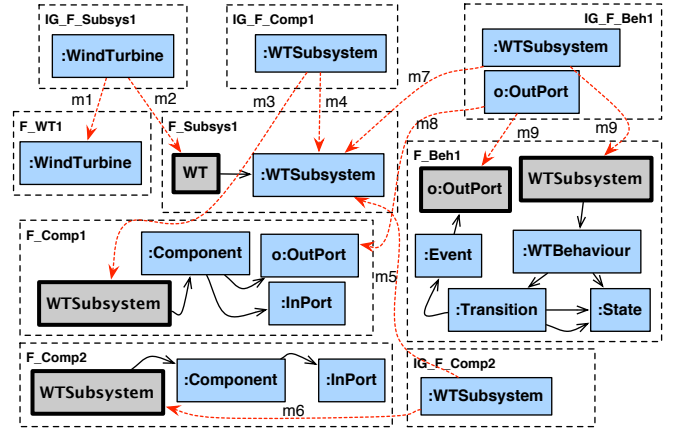 IG_F_Subsys1
:WindTurbine
IG_F_Comp1
:WTSubsystem
IG_F_Beh1
:WTSubsystem
o:OutPort
m1
m2
m3
m4
m7
m8
m9
m9
F_WT1
:WindTurbine
F_Subsys1
WT
:WTSubsystem
F_Beh1
o:OutPort
WTSubsystem
:Event
:WTBehaviour
:Transition
:State
F_Comp1
:Component
o:OutPort
WTSubsystem
:InPort
m5
F_Comp2
WTSubsystem
:Component
:InPort
m6
IG_F_Comp2
:WTSubsystem